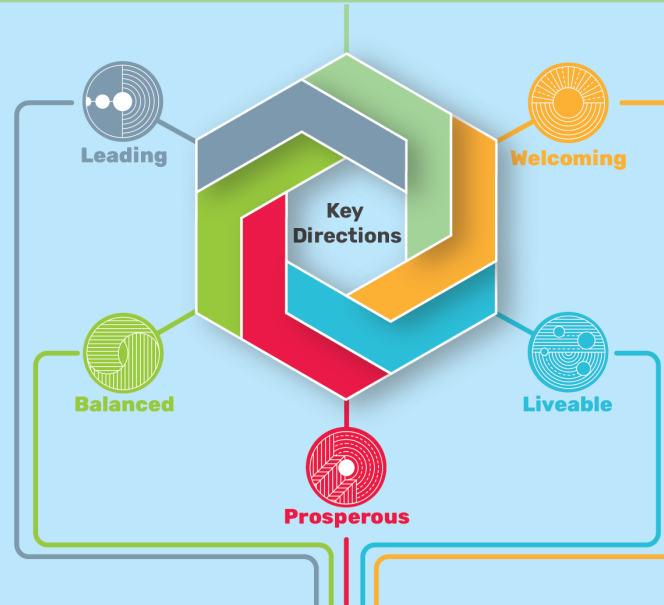 Leading
Welcoming
Key
Directions
Balanced
Liveable
Prosperous